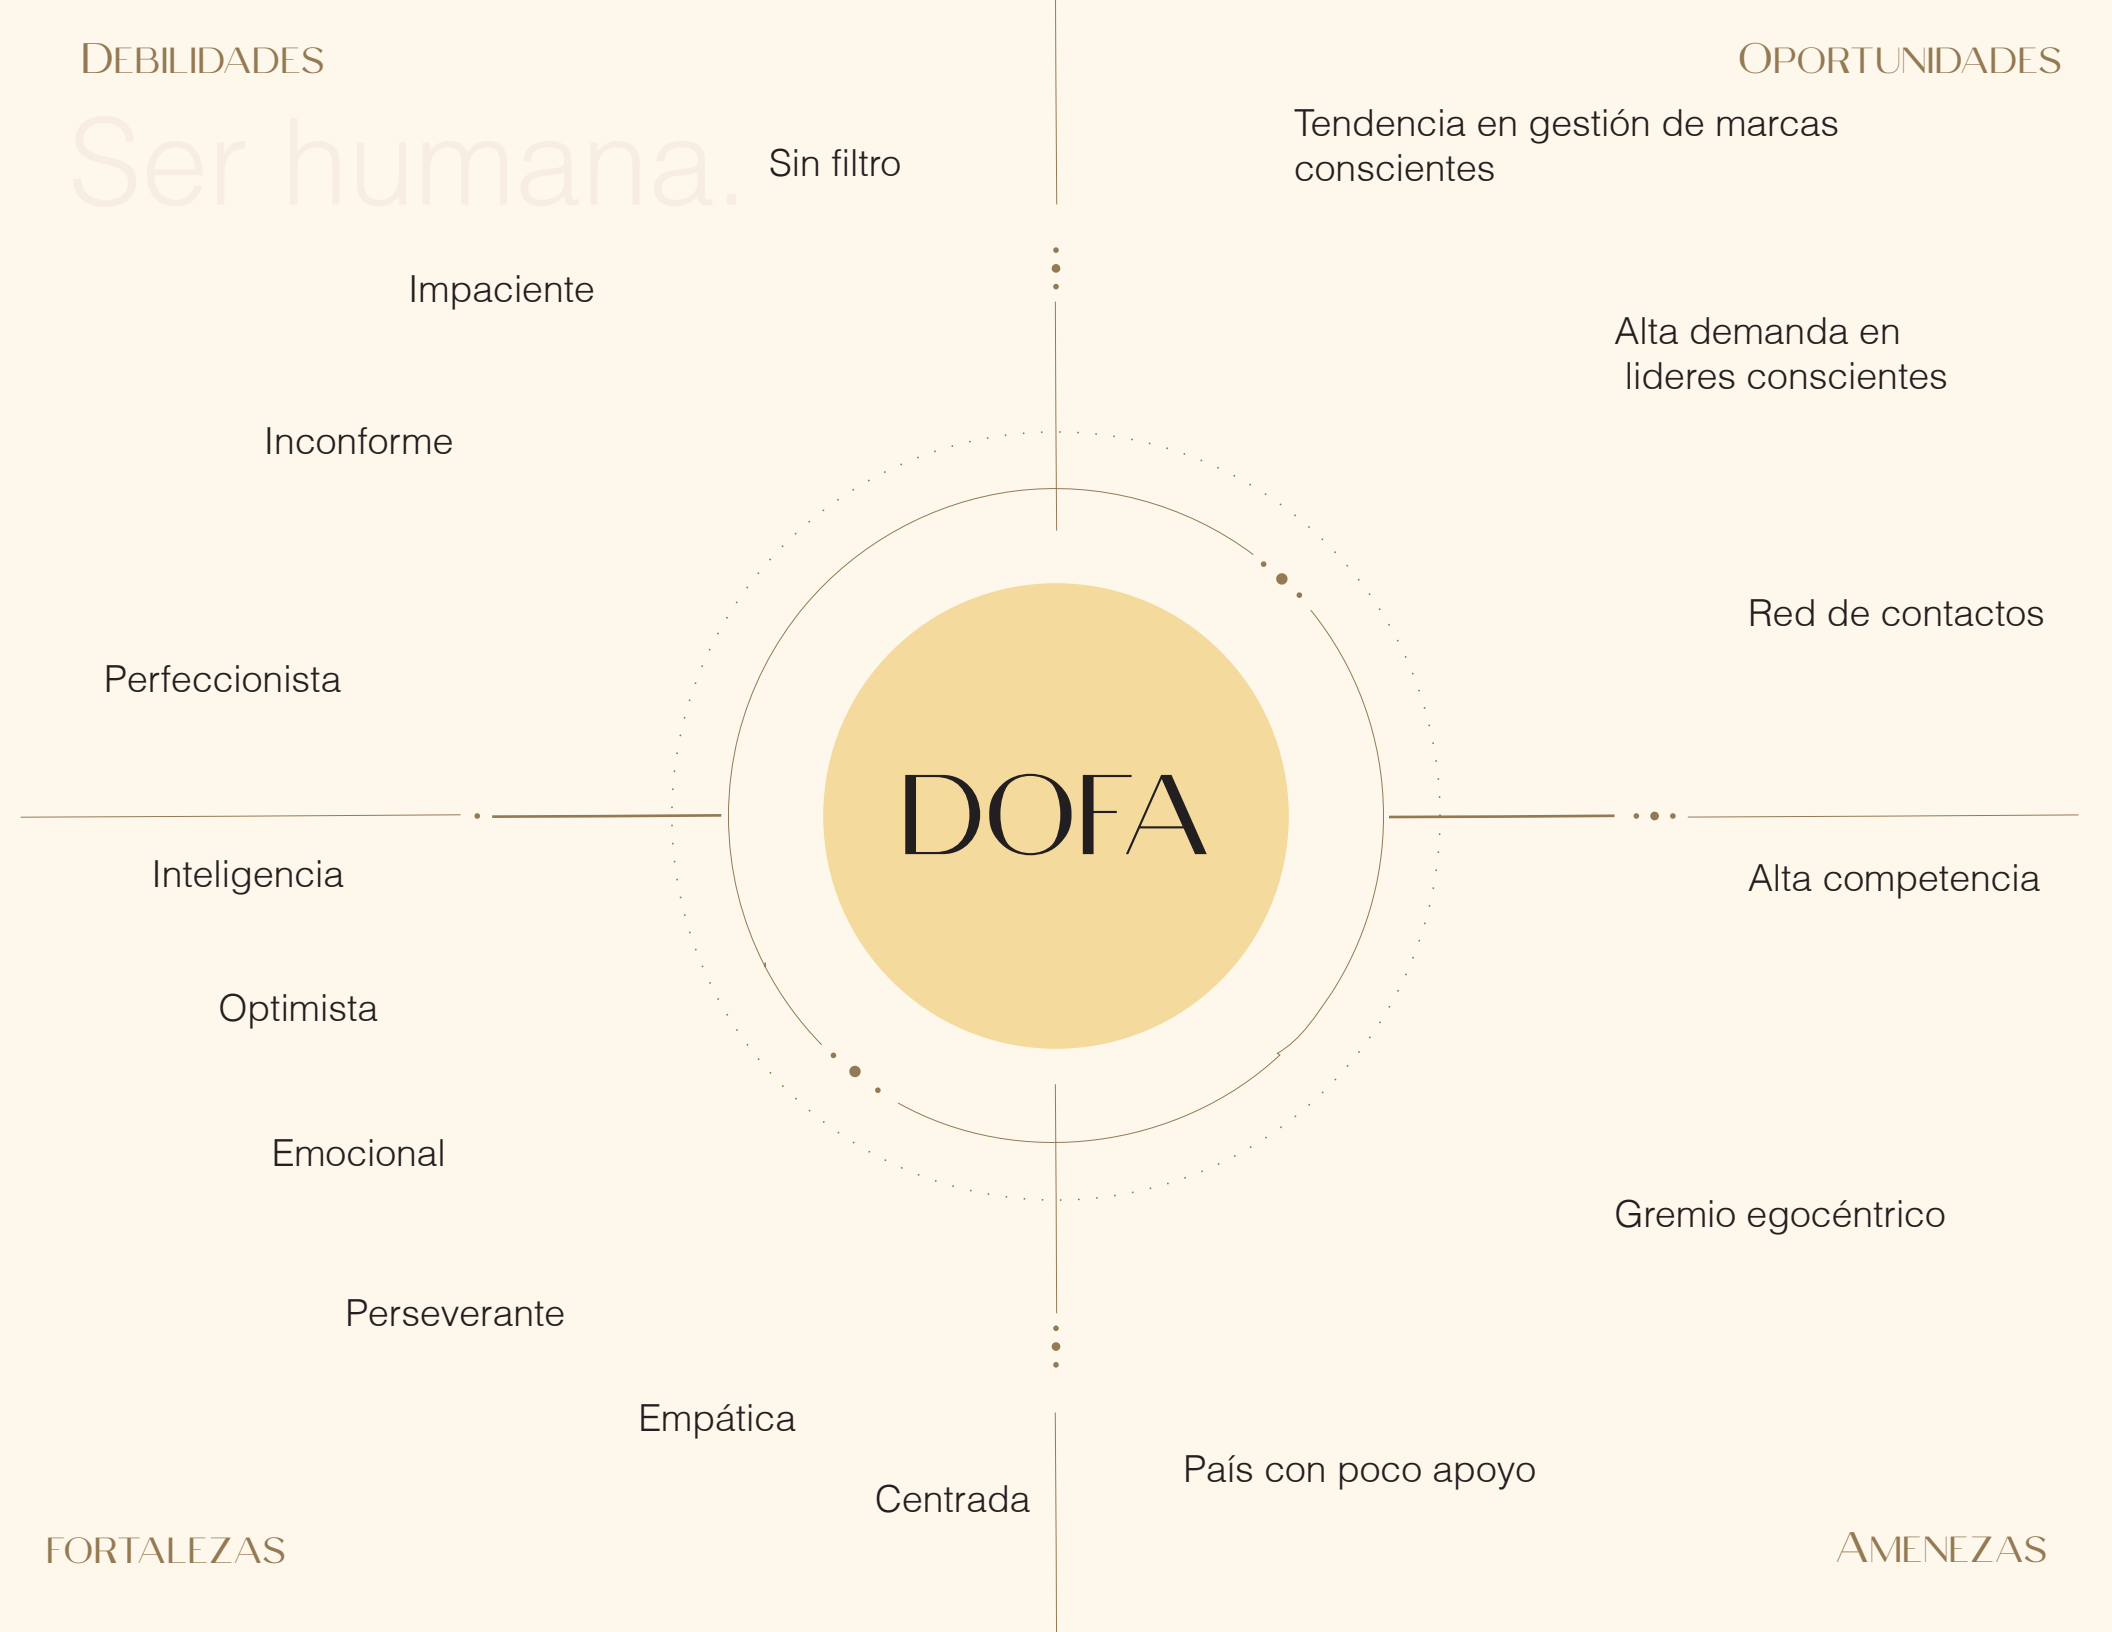 DEBILIDADES
Ser humana.
Sin filtro
Impaciente
Inconforme
Perfeccionista
OPORTUNIDADES
Tendencia en gestión de marcas
conscientes
Alta demanda en
lideres conscientes
Red de contactos
DOFA
Inteligencia
Optimista
Emocional
Perseverante
Empática
Centrada
FORTALEZAS
Alta competencia
Gremio egocéntrico
País con poco apoyo
AMENEZAS